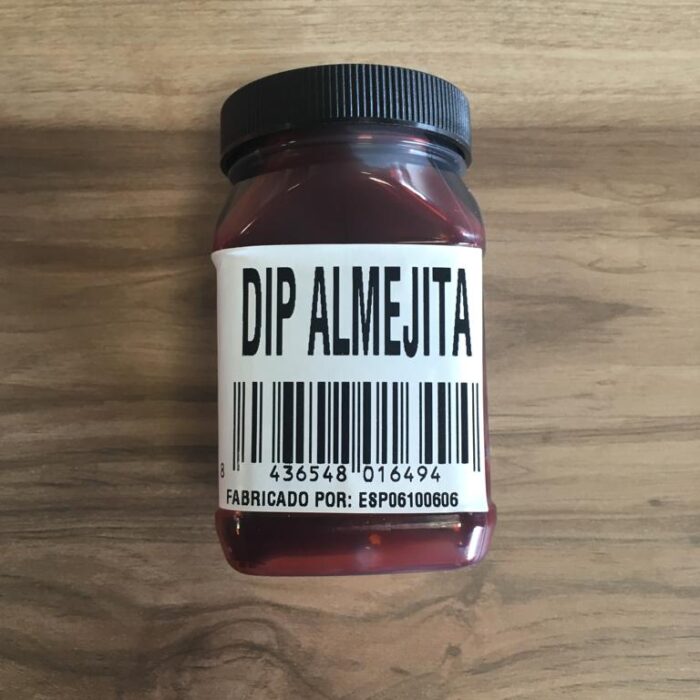 DIP ALMEJITA
8 436548 016494
FABRICADO POR: ESP06100606